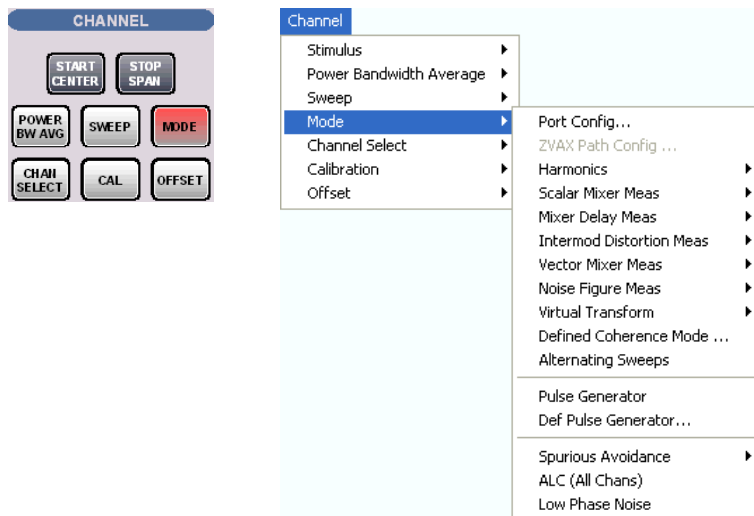 CHANNEL
START
CENTER
STOP
SPAN
POWER
BW AVG
SWEEP
MODE
CHAN
SELECT
CAL
OFFSET
Channel
Stimulus
Power Bandwidth Average
Sweep
Mode
Channel Select
Calibration
Offset
Port Config...
ZVAX Path Config ...
Harmonics
Scalar Mixer Meas
Mixer Delay Meas
Intermod Distortion Meas
Vector Mixer Meas
Noise Figure Meas
Virtual Transform
Defined Coherence Mode ...
Alternating Sweeps
Pulse Generator
Def Pulse Generator...
Spurious Avoidance
ALC (All Chans)
Low Phase Noise